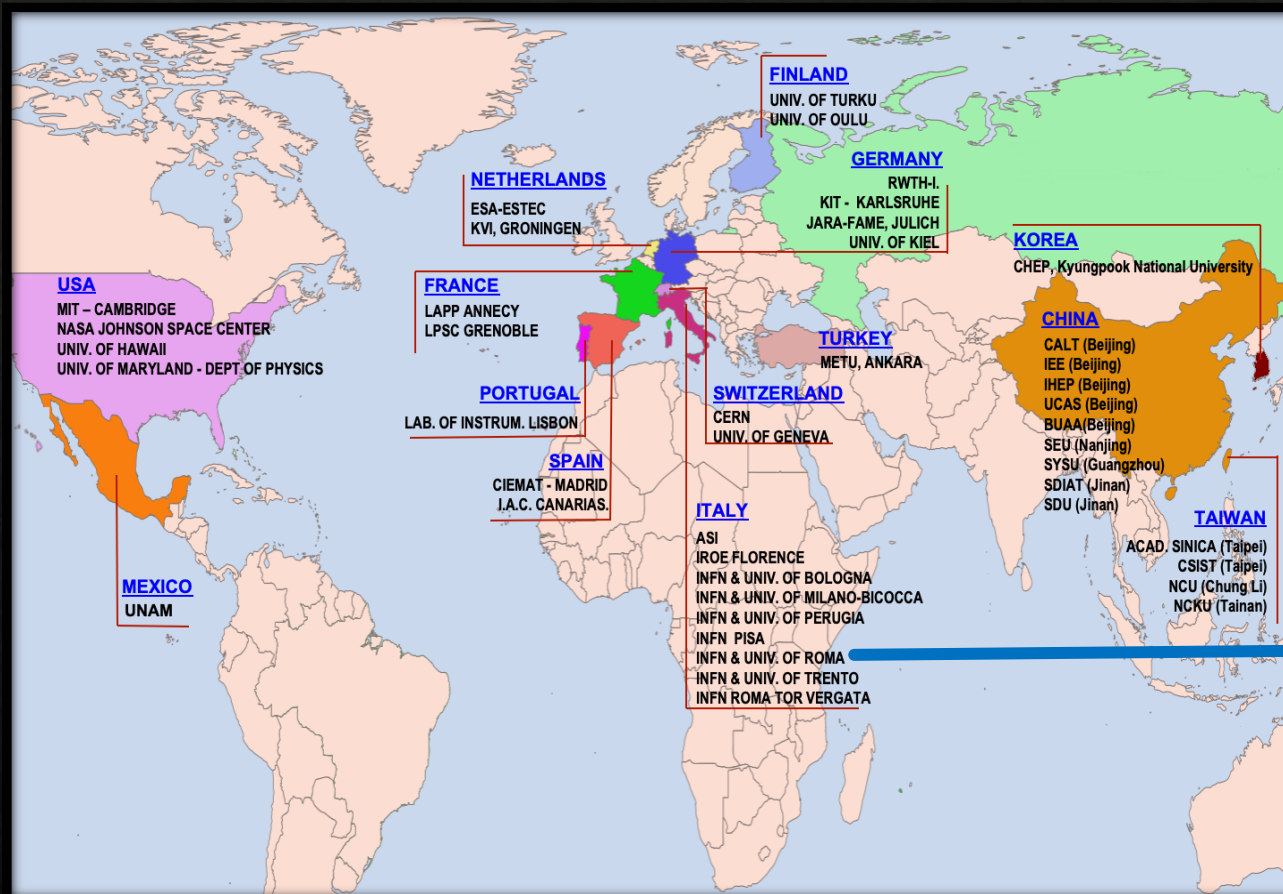 FINLAND
UNIV. OF TURKU
UNIV. OF OULU
GERMANY
RWTH-I.
KIT - KARLSRUHE
JARA-FAME, JULICH
UNIV. OF KIEL
NETHERLANDS
ESA-ESTEC
KVI, GRONINGEN
KOREA
CHEP, Kyungpook National University
USA
MIT – CAMBRIDGE
NASA JOHNSON SPACE CENTER
UNIV. OF HAWAII
UNIV. OF MARYLAND - DEPT OF PHYSICS
FRANCE
LAPP ANNECY
LPSC GRENOBLE
CHINA
CALT (Beijing)
IEE (Beijing)
IHEP (Beijing)
UCAS (Beijing)
BUAA(Beijing)
SEU (Nanjing)
SYSU (Guangzhou)
SDIAT (Jinan)
SDU (Jinan)
TURKEY
METU, ANKARA
PORTUGAL
LAB. OF INSTRUM. LISBON
SWITZERLAND
CERN
UNIV. OF GENEVA
SPAIN
CIEMAT - MADRID
I.A.C. CANARIAS.
ITALY
ASI
IROE FLORENCE
INFN & UNIV. OF BOLOGNA
INFN & UNIV. OF MILANO-BICOCCA
INFN & UNIV. OF PERUGIA
INFN PISA
INFN & UNIV. OF ROMA
INFN & UNIV. OF TRENTO
INFN ROMA TOR VERGATA
TAIWAN
ACAD. SINICA (Taipei)
CSIST (Taipei)
NCU (Chung Li)
NCKU (Tainan)
MEXICO
UNAM